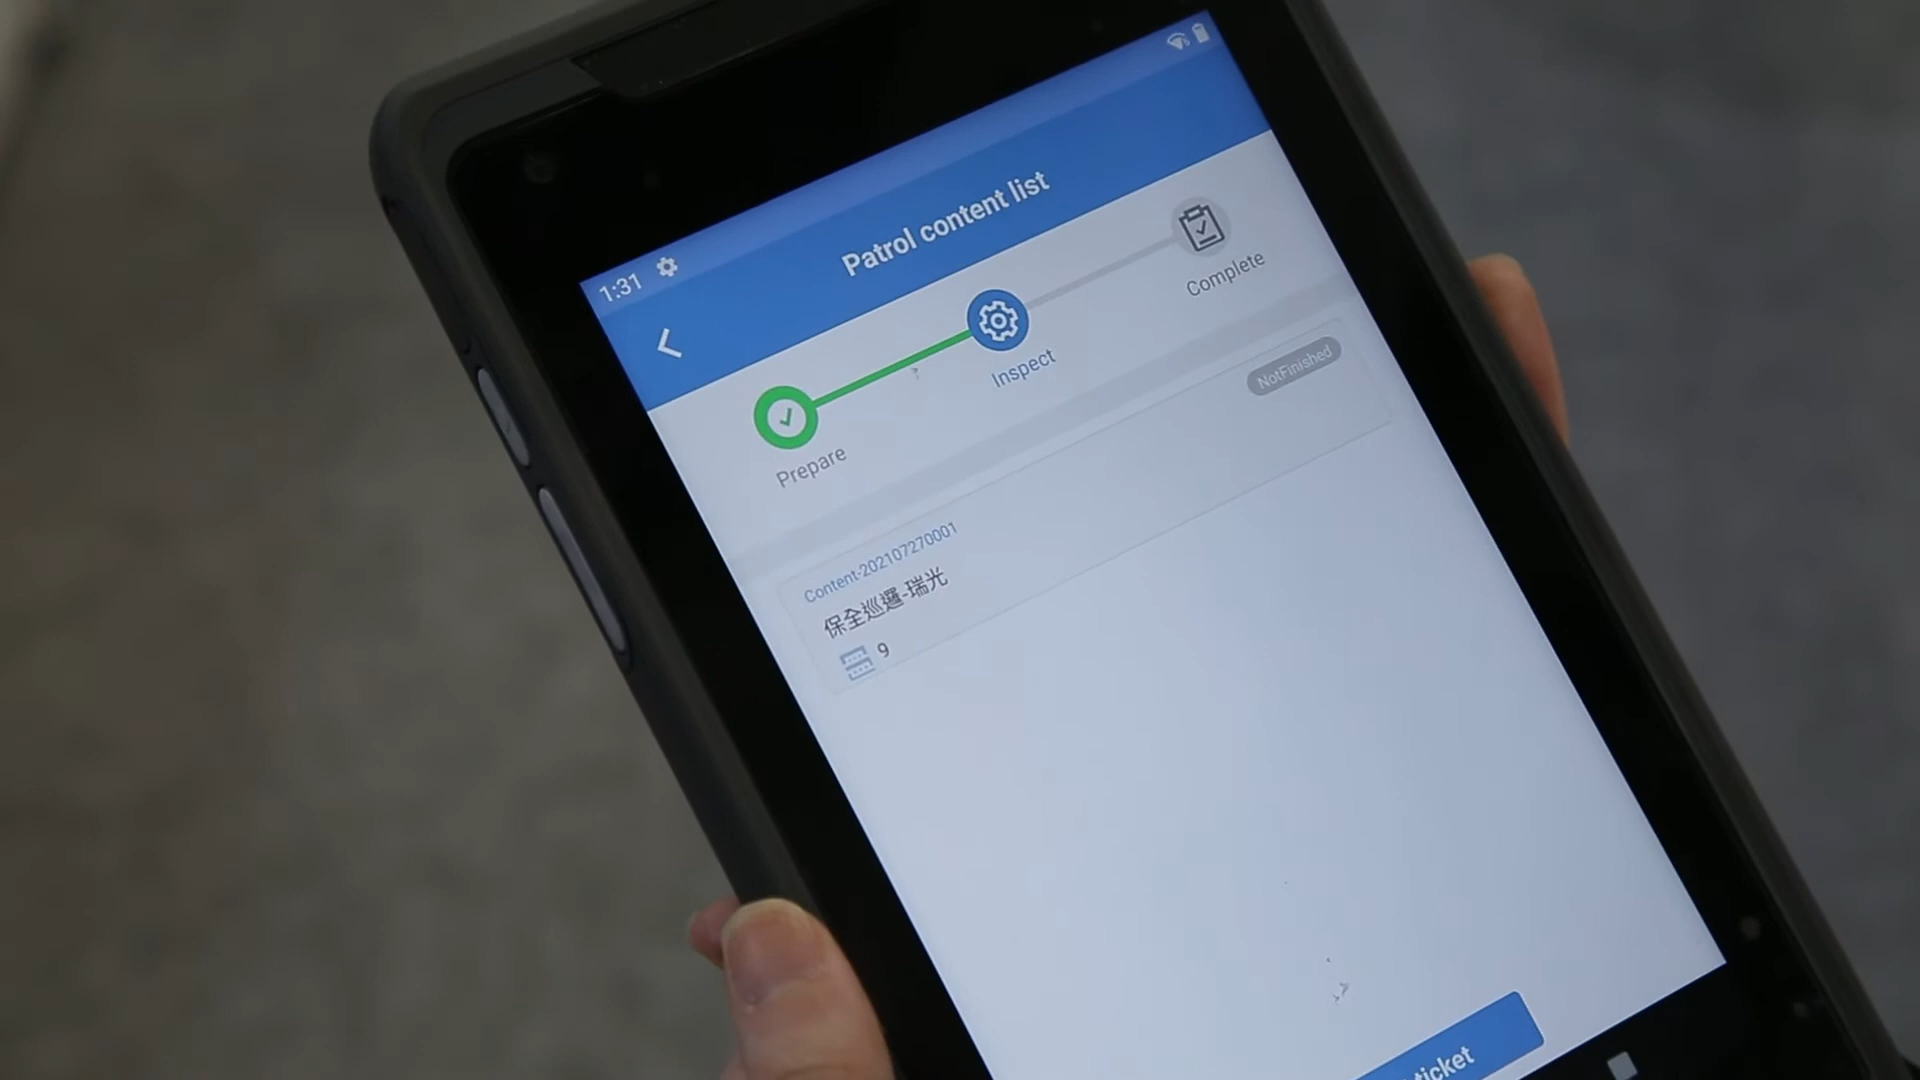 1:31
Patrol content list
Prepare
Inspect
Complete
NotFinished
Content-202107270001
保全巡邏-瑞光
9
ticket